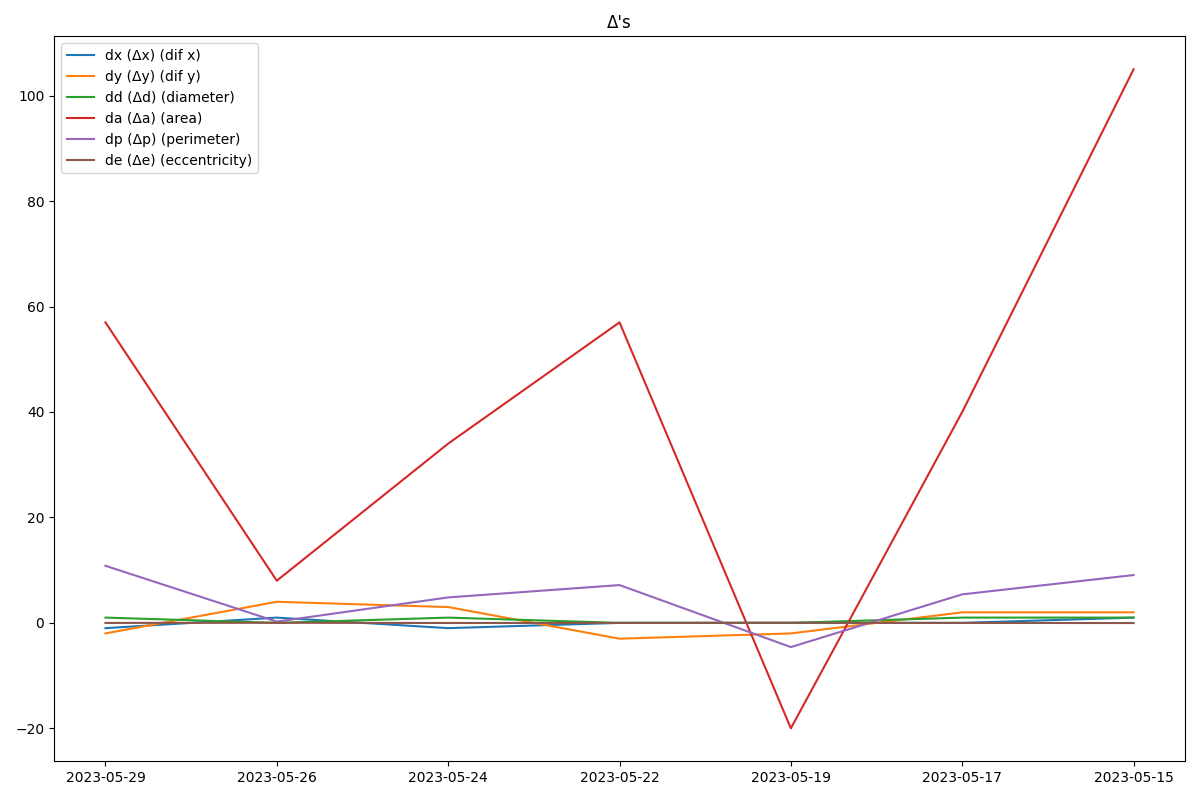 Δ's
dx (Δx) (dif x)
dy (Δy) (dif y)
dd (Δd) (diameter)
da (Δa) (area)
dp (Δp) (perimeter)
de (Δe) (eccentricity)
100
80
60
40
20
0
−20
2023-05-29 2023-05-26 2023-05-24 2023-05-22 2023-05-19 2023-05-17 2023-05-15